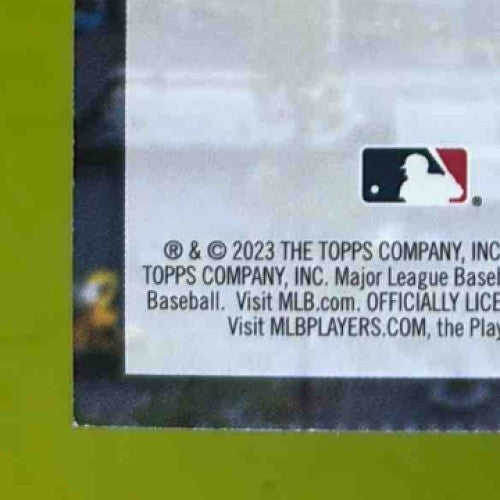 ® & © 2023 THE TOPPS COMPANY, INC
TOPPS COMPANY, INC. Major League Baseb
Baseball. Visit MLB.com. OFFICIALLY LICE
Visit MLBPLAYERS.COM, the Play
®